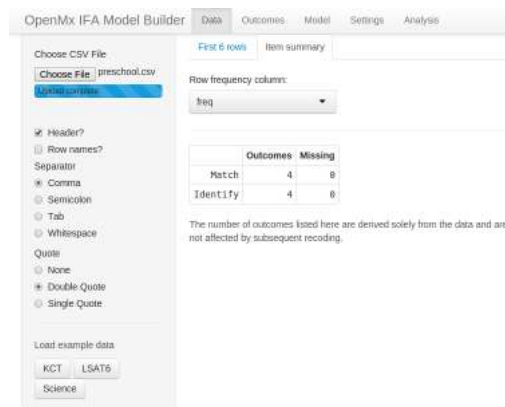 OpenMx IFA Model Builder Data Outcomes Model Settings Analysis
Choose CSV File
Choose File preschool.csv
Upload complete
Header?
Row names?
Separator
Comma
Semicolon
Tab
Whitespace
Quote
None
Double Quote
Single Quote
Load example data
KCT LSAT6
Science
First 6 rows Item summary
Row frequency column:
freq
Outcomes Missing
Match 4 0
Identify 4 0
The number of outcomes listed here are derived solely from the data and are
not affected by subsequent recoding.